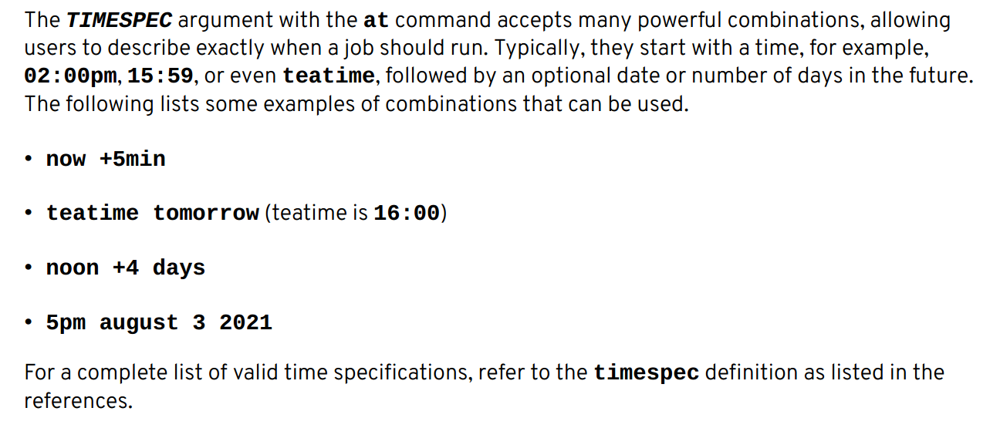 The TIMESPEC argument with the at command accepts many powerful combinations, allowing
users to describe exactly when a job should run. Typically, they start with a time, for example,
02:00pm, 15:59, or even teatime, followed by an optional date or number of days in the future.
The following lists some examples of combinations that can be used.
• now +5min
• teatime tomorrow (teatime is 16:00)
• noon +4 days
• 5pm august 3 2021
For a complete list of valid time specifications, refer to the timespec definition as listed in the
references.